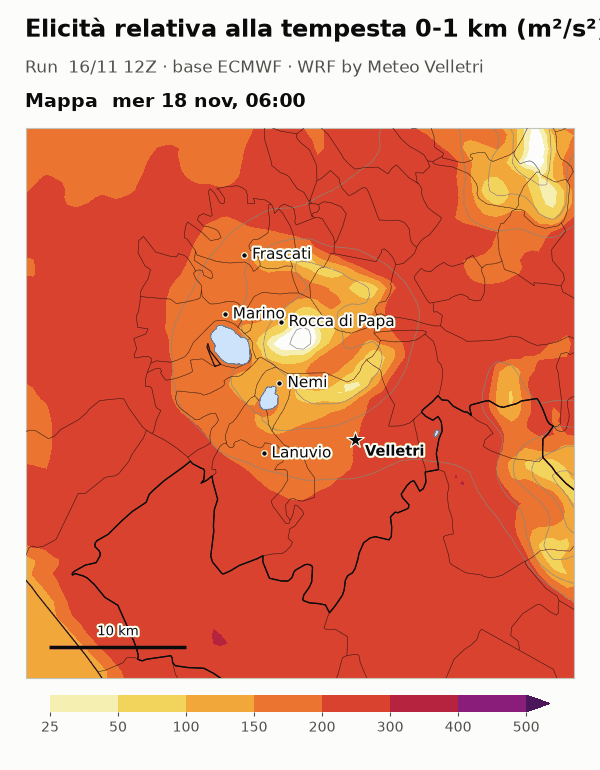 Elicità relativa alla tempesta 0-1 km (m²/s²)
Run 16/11 12Z · base ECMWF · WRF by Meteo Velletri
Mappa mer 18 nov, 06:00
Frascati
Marino
Rocca di Papa
Nemi
Velletri
Lanuvio
10 km
25 50 100 150 200 300 400 500